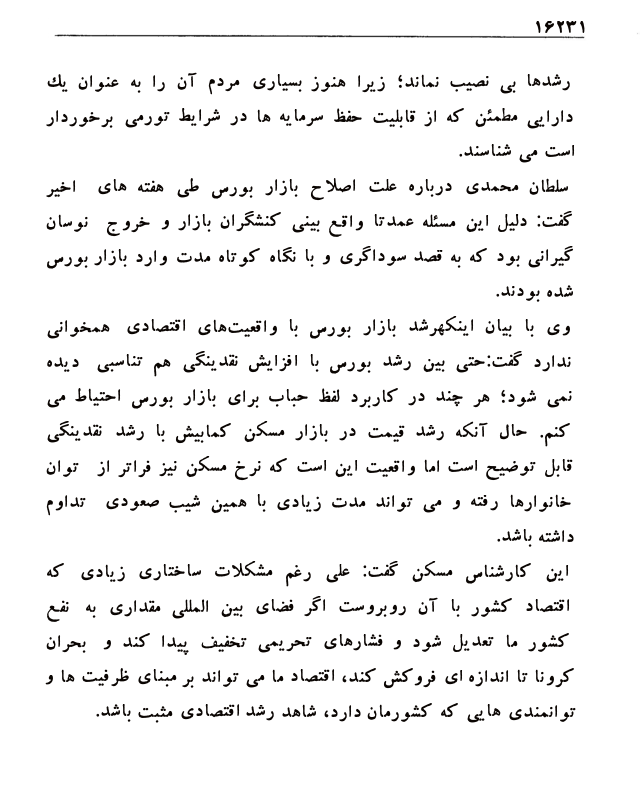 ۱۶۲۳۱
رشدها بی نصیب نماند؛ زیرا هنوز بسیاری مردم آن را به عنوان یك
دارایی مطمئن که از قابلیت حفظ سرمایه ها در شرایط تورمی برخوردار
است می شناسند.
سلطان محمدی درباره علت اصلاح بازار بورس طی هفته های اخیر
گفت: دلیل این مسئله عمدتا واقع بینی کنشگران بازار و خروج نوسان
گیرانی بود که به قصد سوداگری و با نگاه کوتاه مدت وارد بازار بورس
شده بودند.
وی با بیان اینکهرشد بازار بورس با واقعیت‌های اقتصادی همخوانی
ندارد گفت:حتی بین رشد بورس با افزایش نقدینگی هم تناسبی دیده
نمی شود؛ هر چند در کاربرد لفظ حباب برای بازار بورس احتیاط می
کنم. حال آنکه رشد قیمت در بازار مسکن کمابیش با رشد نقدینگی
قابل توضیح است اما واقعیت این است که نرخ مسکن نیز فراتر از توان
خانوارها رفته و می تواند مدت زیادی با همین شیب صعودی تداوم
داشته باشد.
این کارشناس مسکن گفت: علی رغم مشکلات ساختاری زیادی که
اقتصاد کشور با آن روبروست اگر فضای بین المللی مقداری به نفع
کشور ما تعدیل شود و فشارهای تحریمی تخفیف پیدا کند و بحران
کرونا تا اندازه ای فروکش کند، اقتصاد ما می تواند بر مبنای ظرفیت ها و
توانمندی هایی که کشورمان دارد، شاهد رشد اقتصادی مثبت باشد.